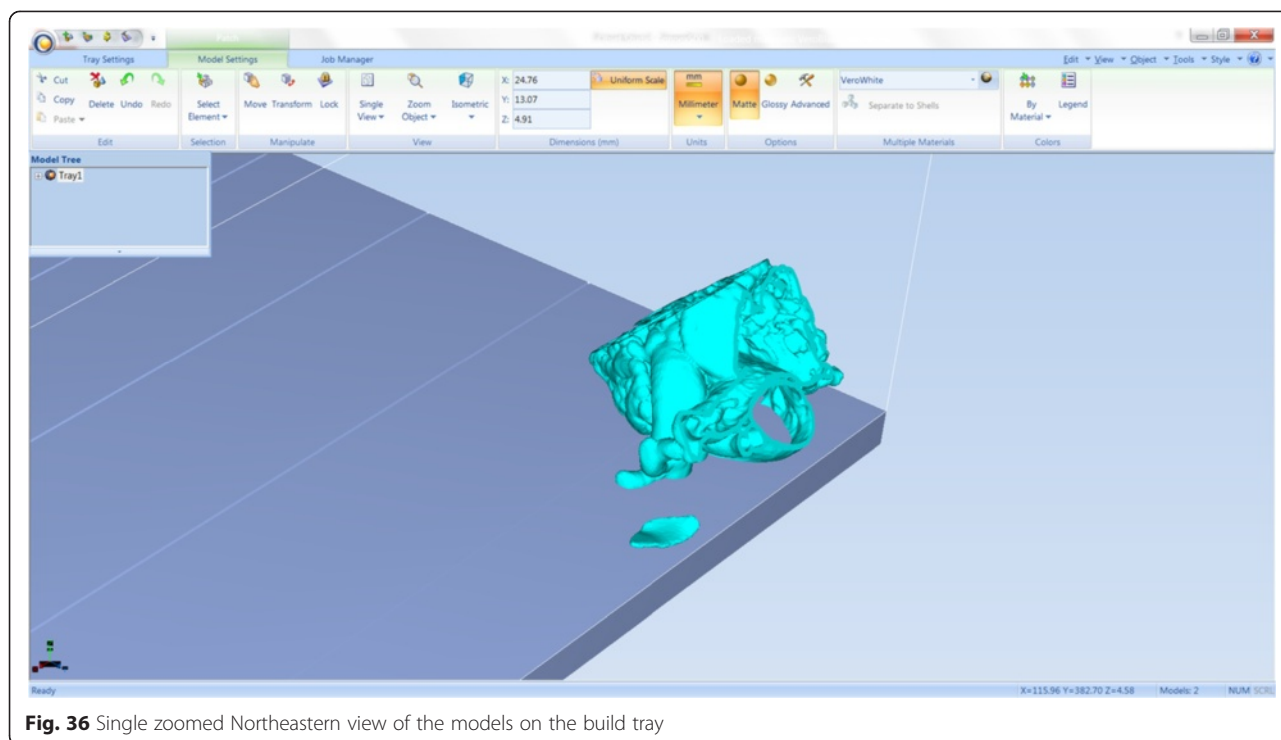 Tray Settings Model Settings Job Manager Edit View Object Tools Style
Cut
Copy
Paste
Delete Undo Redo
Edit
Select Element
Selection
Move Transform Lock
Manipulate
Single View
Zoom Object
Isometric
View
X: 24.76
Y: 13.07
Z: 4.91
Uniform Scale
Dimensions (mm)
mm
Millimeter
Units
Matte Glossy Advanced
Options
VeroWhite
Separate to Shells
Multiple Materials
By Material
Legend
Colors
Model Tree
Tray1
Ready X=115.96 Y=382.70 Z=4.58 Models: 2 NUM SCRL
Fig. 36 Single zoomed Northeastern view of the models on the build tray